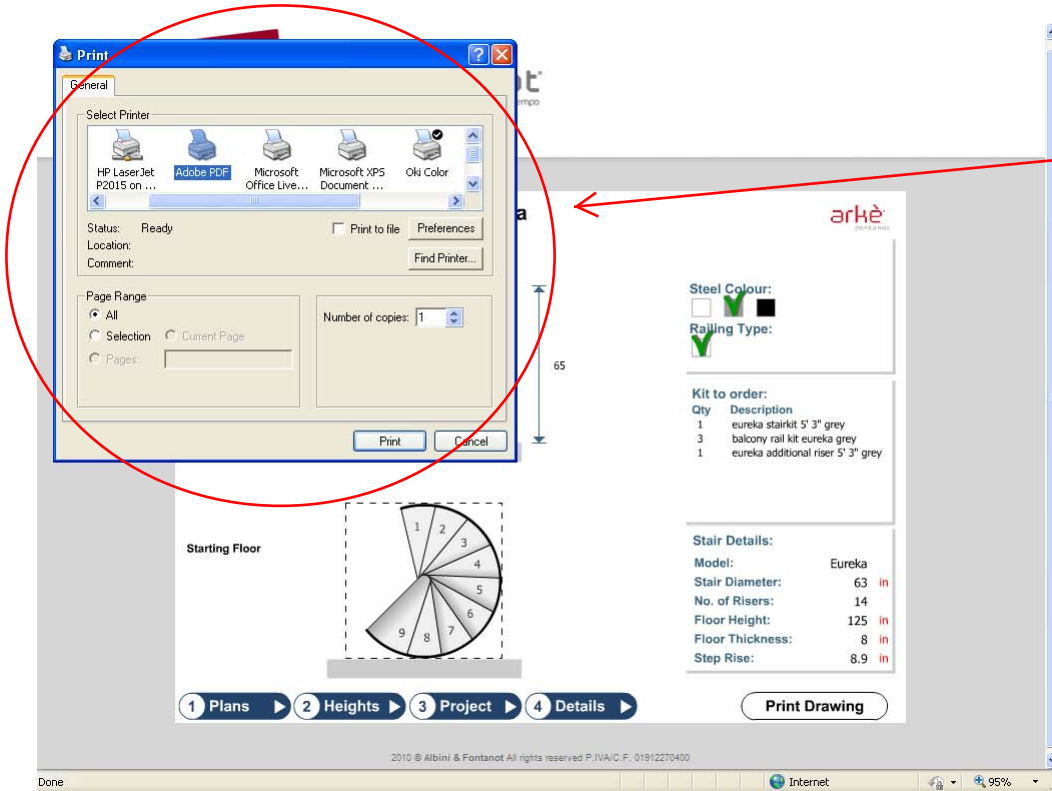 Print
General
Select Printer
HP LaserJet
P2015 on ...
Adobe PDF
Microsoft
Office Live...
Microsoft XPS
Document ...
Oki Color
Status: Ready
Print to file
Preferences
Location:
Comment:
Find Printer...
Page Range
All
Selection
Current Page
Pages:
Number of copies: 1
Print
Cancel
empo
a
arkè
65
Steel Colour:
Railing Type:
Kit to order:
Qty Description
1 eureka stairkit 5' 3" grey
3 balcony rail kit eureka grey
1 eureka additional riser 5' 3" grey
Starting Floor
1
2
3
4
5
6
7
8
9
Stair Details:
Model: Eureka
Stair Diameter: 63 in
No. of Risers: 14
Floor Height: 125 in
Floor Thickness: 8 in
Step Rise: 8.9 in
1 Plans
2 Heights
3 Project
4 Details
Print Drawing
2010 © Albini & Fontanot All rights reserved P.IVA/C.F. 01912270400
Done
Internet
95%